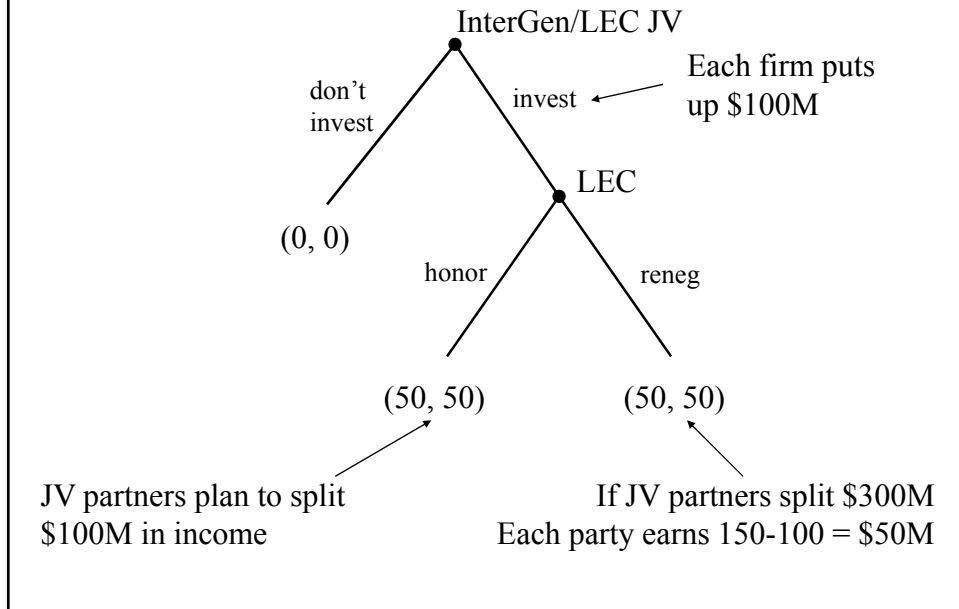 InterGen/LEC JV
Each firm puts
up $100M
don’t
invest
invest
LEC
(0, 0)
honor
reneg
(50, 50)
(50, 50)
JV partners plan to split
$100M in income
If JV partners split $300M
Each party earns 150-100 = $50M